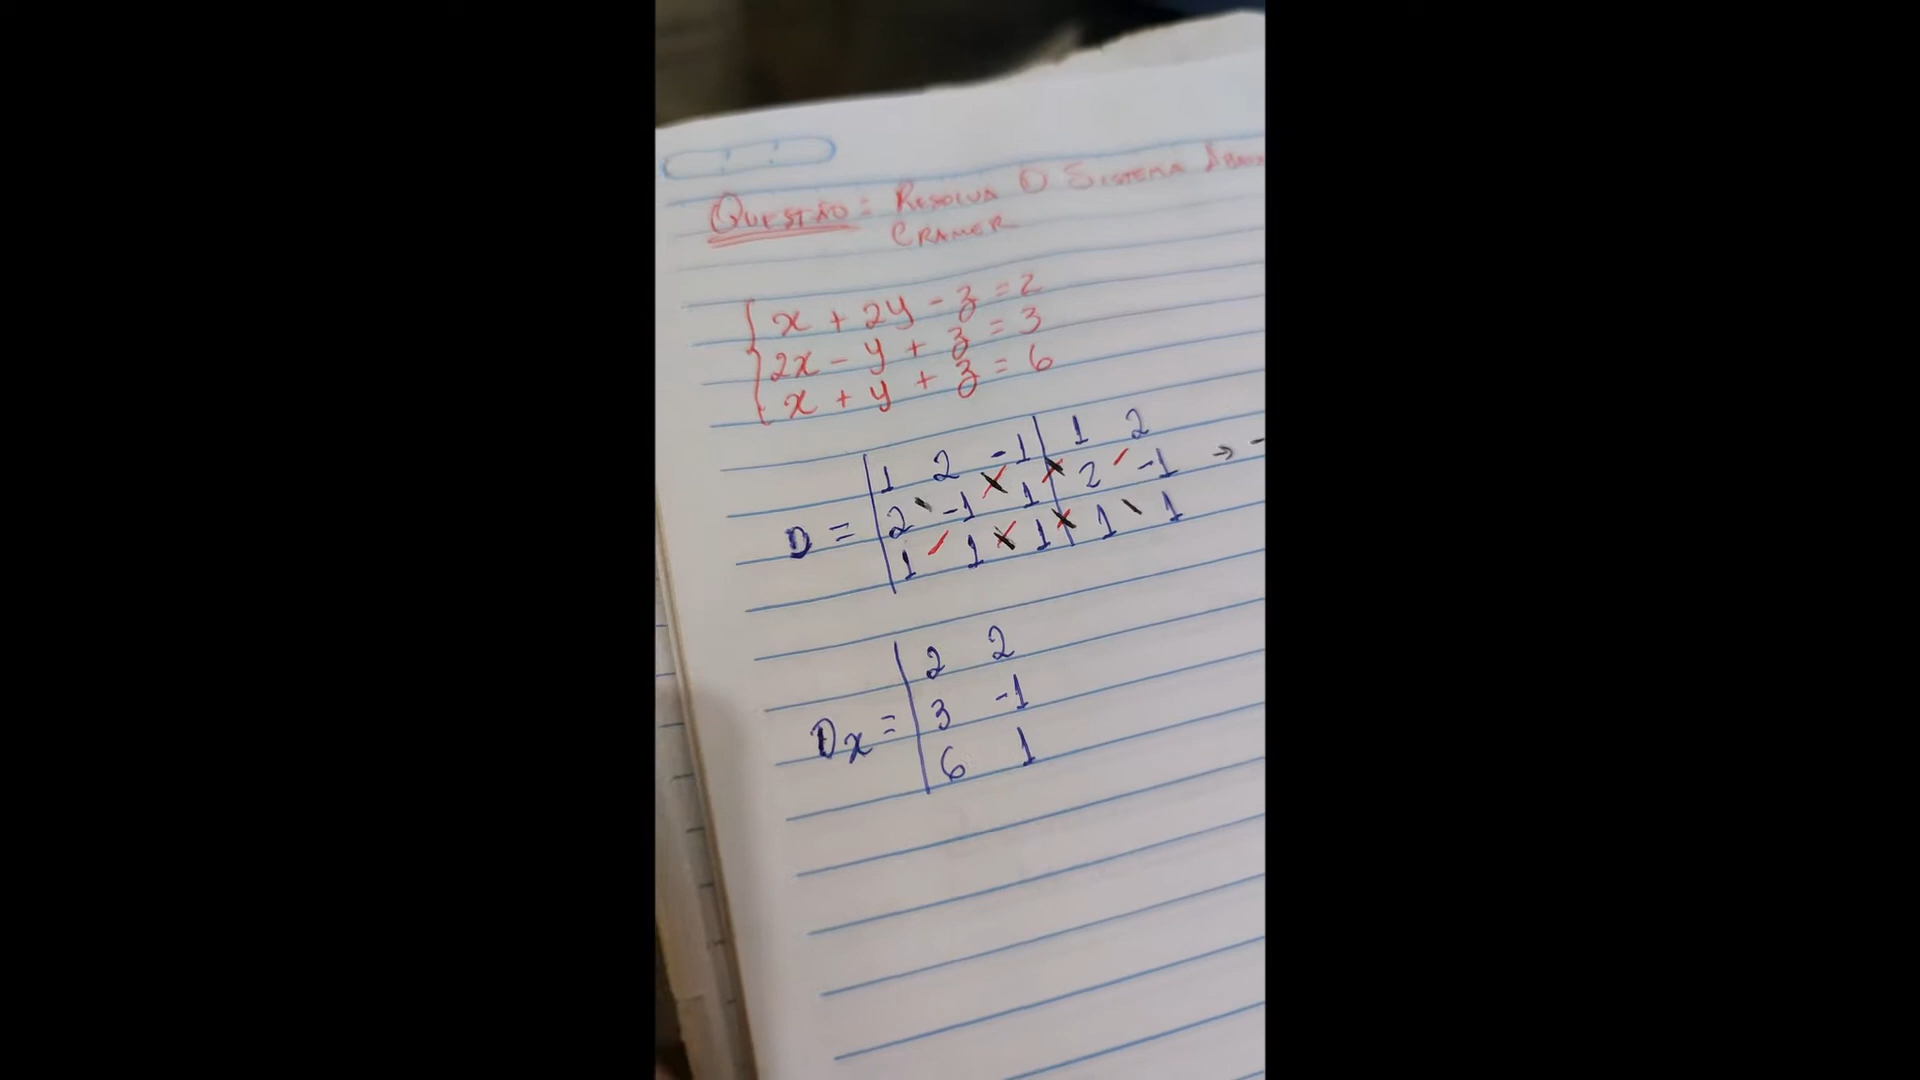 QUESTÃO: RESOLVA O SISTEMA
CRAMER
x + 2y - z = 2
2x - y + z = 3
x + y + z = 6
1 2 -1 | 1 2
D = 2 -1 1 | 2 -1 → -
1 1 1 | 1 1
2 2
Dx = 3 -1
6 1